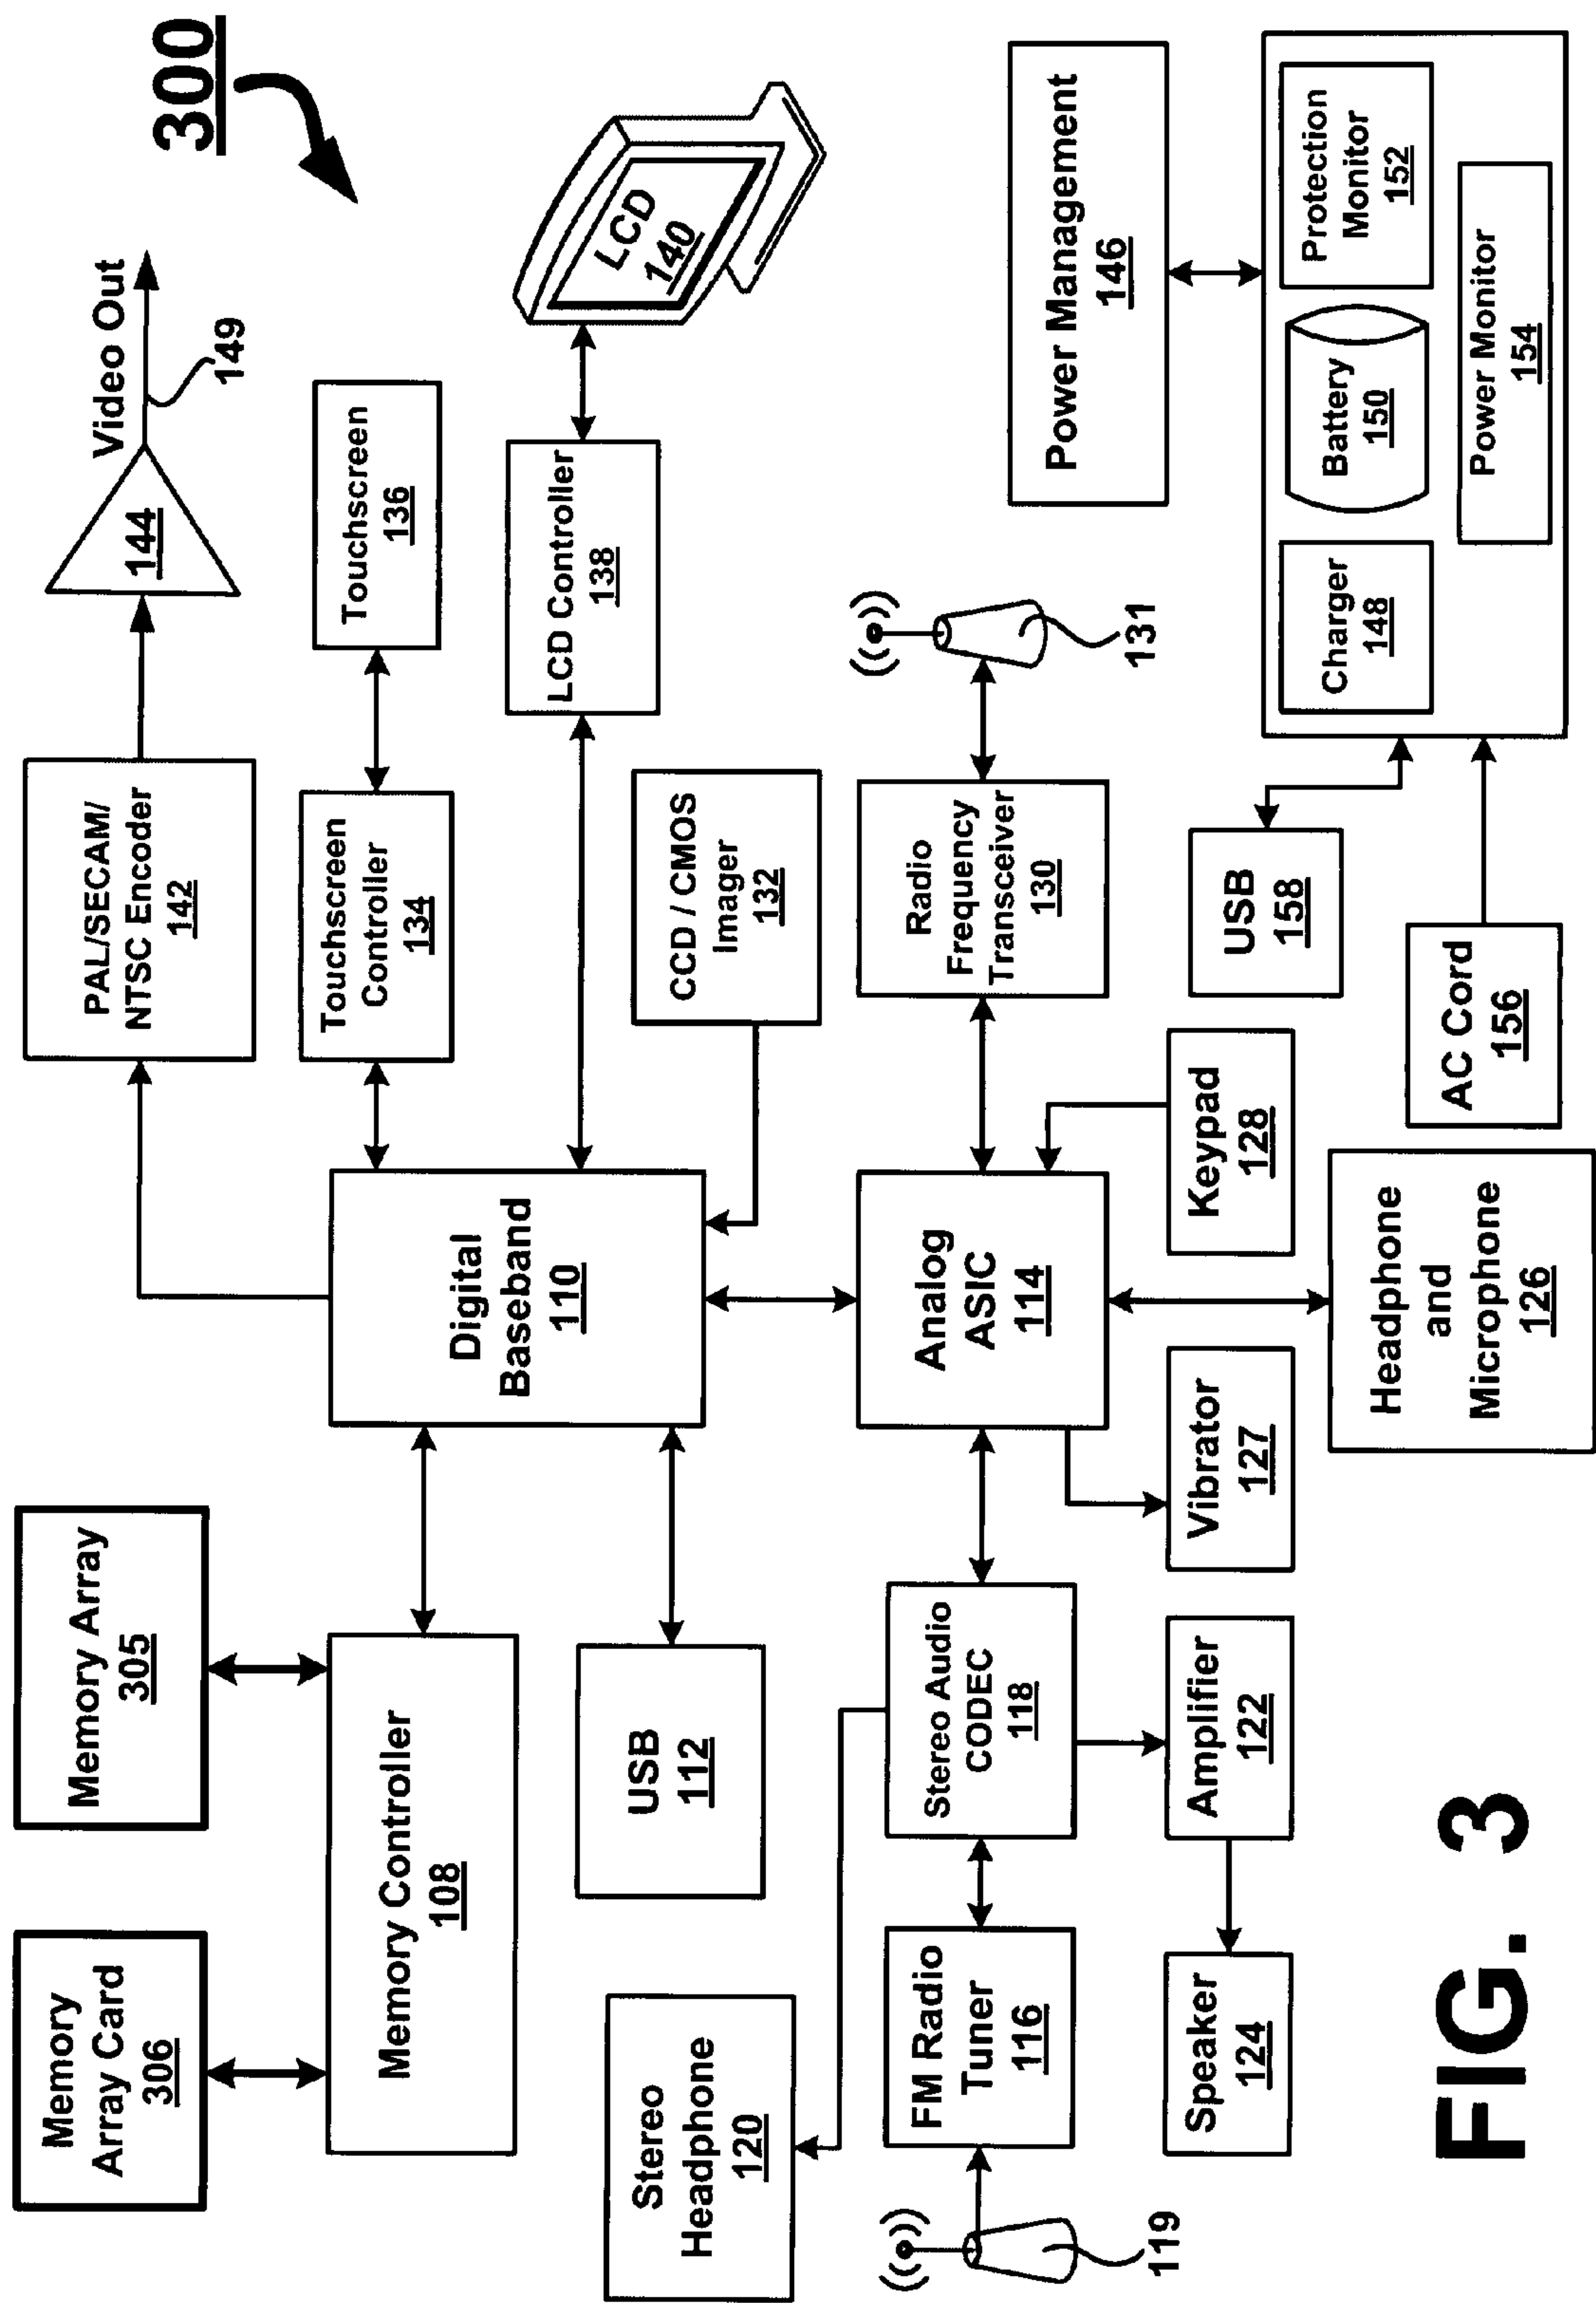 300
Memory
Array Card
306
Memory Array
305
PAL/SECAM/
NTSC Encoder
142
144
Video Out
149
Memory Controller
108
Touchscreen
Controller
134
Touchscreen
136
Digital
Baseband
110
LCD Controller
138
LCD
140
USB
112
CCD / CMOS
Imager
132
Stereo
Headphone
120
FM Radio
Tuner
116
119
Stereo Audio
CODEC
118
Analog
ASIC
114
Radio
Frequency
Transceiver
130
131
Power Management
146
Speaker
124
Amplifier
122
Vibrator
127
Keypad
128
USB
158
Headphone
and
Microphone
126
AC Cord
156
Charger
148
Battery
150
Protection
Monitor
152
Power Monitor
154
FIG. 3